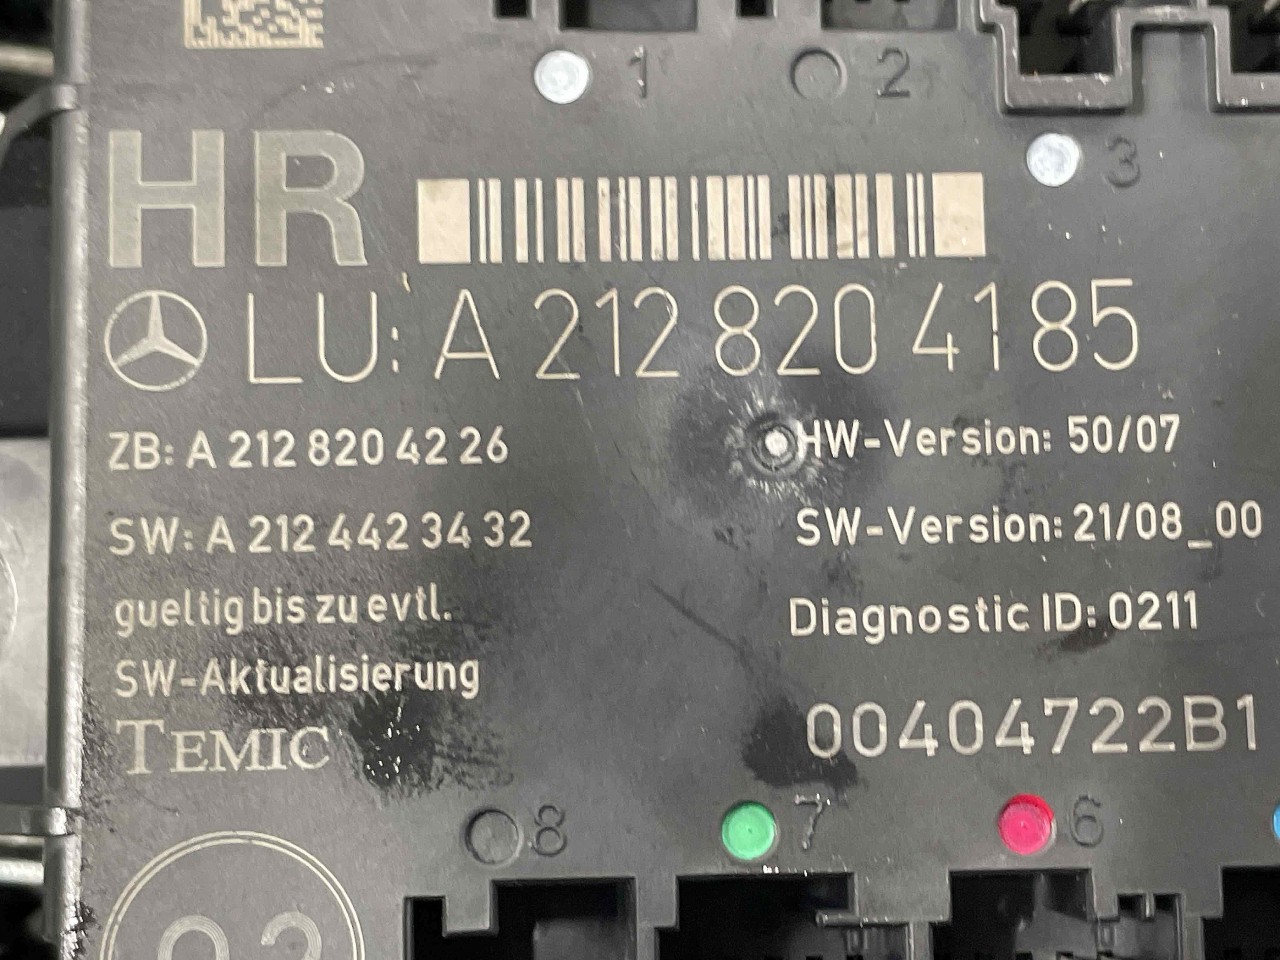 1 2
3
HR
LU: A 212 820 41 85
ZB: A 212 820 42 26
HW-Version: 50/07
SW: A 212 442 34 32
SW-Version: 21/08_00
gueltig bis zu evtl.
Diagnostic ID: 0211
SW-Aktualisierung
TEMIC
00404722B1
8 7 6